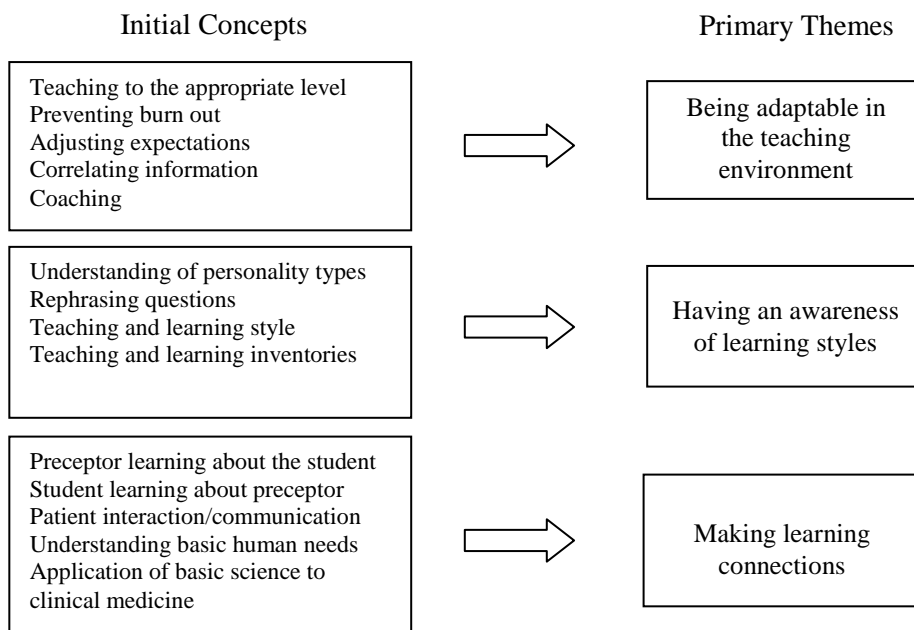 Initial Concepts
Primary Themes
Teaching to the appropriate level
Preventing burn out
Adjusting expectations
Correlating information
Coaching
Being adaptable in
the teaching
environment
Understanding of personality types
Rephrasing questions
Teaching and learning style
Teaching and learning inventories
Having an awareness
of learning styles
Preceptor learning about the student
Student learning about preceptor
Patient interaction/communication
Understanding basic human needs
Application of basic science to
clinical medicine
Making learning
connections